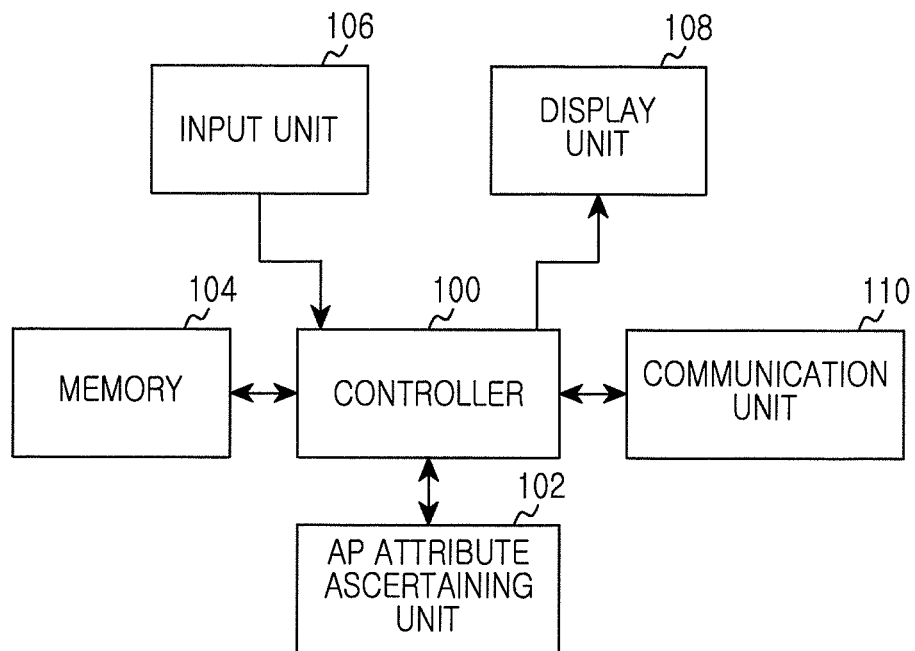 106
INPUT UNIT
108
DISPLAY
UNIT
104
MEMORY
100
CONTROLLER
110
COMMUNICATION
UNIT
102
AP ATTRIBUTE
ASCERTAINING
UNIT